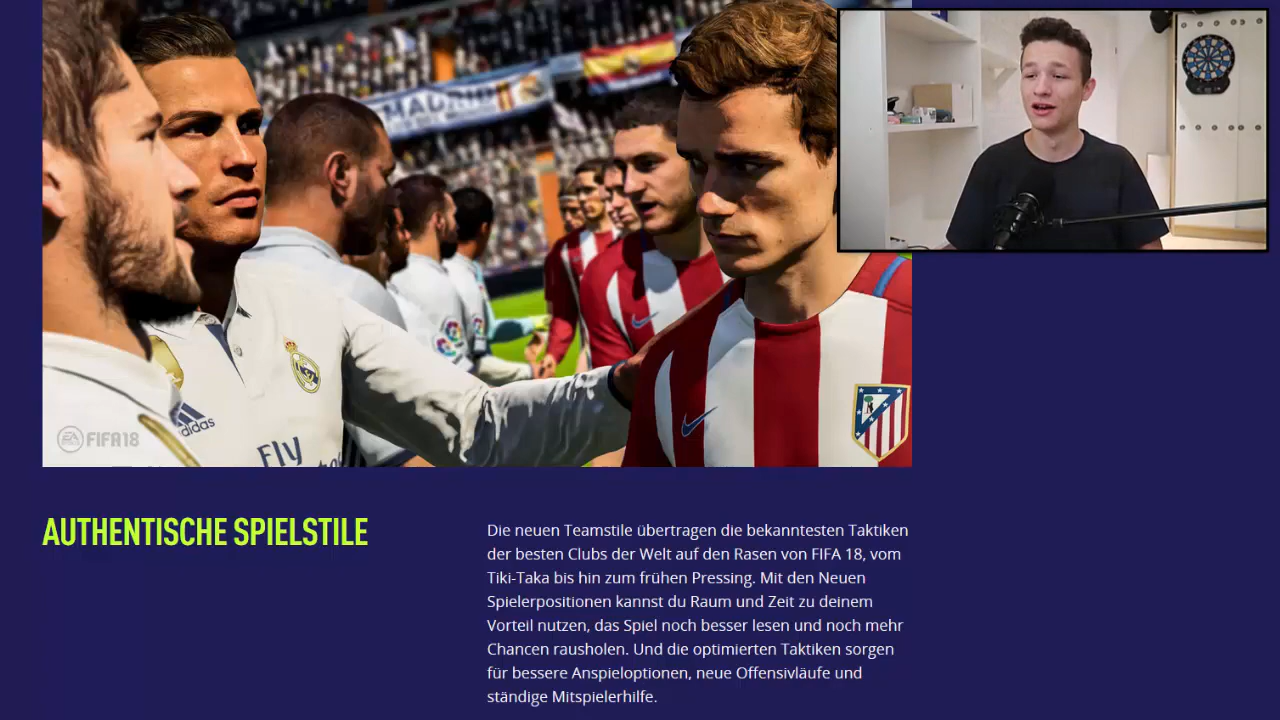 MADRID
adidas
Fly
EA FIFA18
AUTHENTISCHE SPIELSTILE
Die neuen Teamstile übertragen die bekanntesten Taktiken
der besten Clubs der Welt auf den Rasen von FIFA 18, vom
Tiki-Taka bis hin zum frühen Pressing. Mit den Neuen
Spielerpositionen kannst du Raum und Zeit zu deinem
Vorteil nutzen, das Spiel noch besser lesen und noch mehr
Chancen rausholen. Und die optimierten Taktiken sorgen
für bessere Anspieloptionen, neue Offensivläufe und
ständige Mitspielerhilfe.